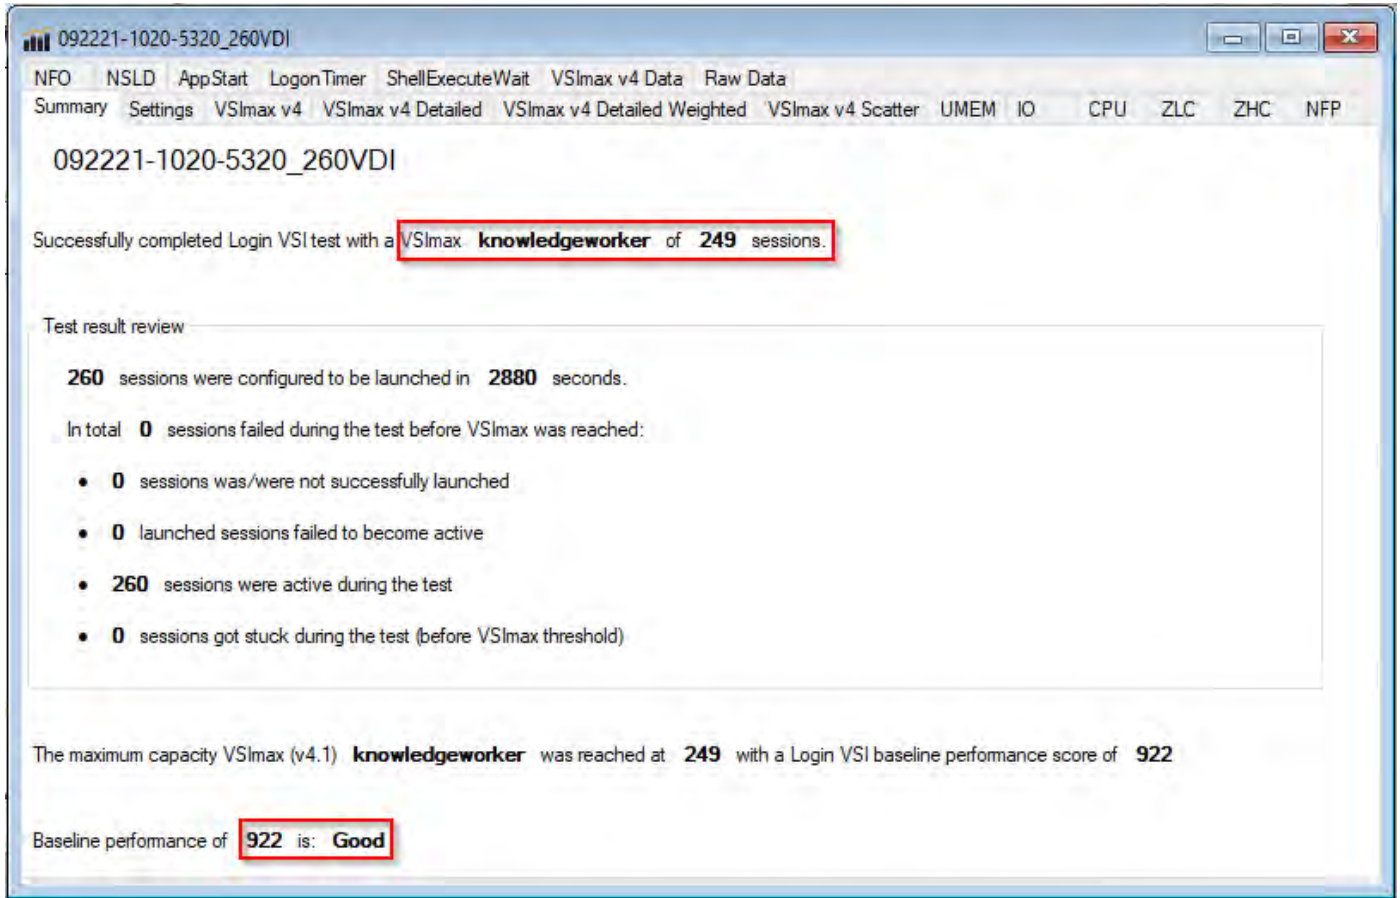 092221-1020-5320_260VDI
NFO NSLD AppStart LogonTimer ShellExecuteWait VSImax v4 Data Raw Data
Summary Settings VSImax v4 VSImax v4 Detailed VSImax v4 Detailed Weighted VSImax v4 Scatter UMEM IO CPU ZLC ZHC NFP
092221-1020-5320_260VDI
Successfully completed Login VSI test with a VSImax knowledgeworker of 249 sessions.
Test result review
260 sessions were configured to be launched in 2880 seconds.
In total 0 sessions failed during the test before VSImax was reached:
• 0 sessions was/were not successfully launched
• 0 launched sessions failed to become active
• 260 sessions were active during the test
• 0 sessions got stuck during the test (before VSImax threshold)
The maximum capacity VSImax (v4.1) knowledgeworker was reached at 249 with a Login VSI baseline performance score of 922
Baseline performance of 922 is: Good